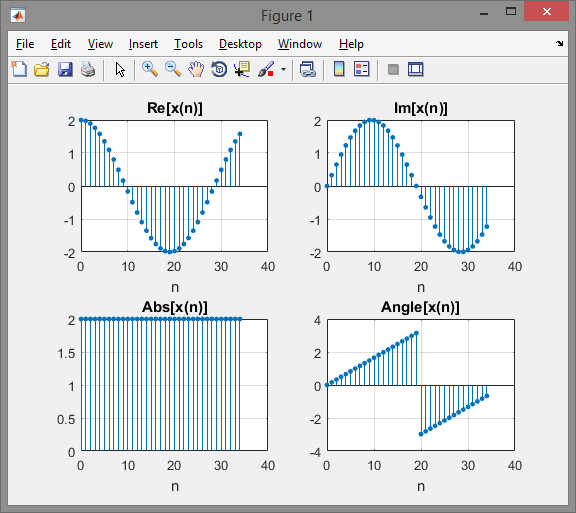 Figure 1
File Edit View Insert Tools Desktop Window Help
Re[x(n)]
2
1
0
-1
-2
0 10 20 30 40
n
Im[x(n)]
2
1
0
-1
-2
0 10 20 30 40
n
Abs[x(n)]
2
1.5
1
0.5
0
0 10 20 30 40
n
Angle[x(n)]
4
2
0
-2
-4
0 10 20 30 40
n